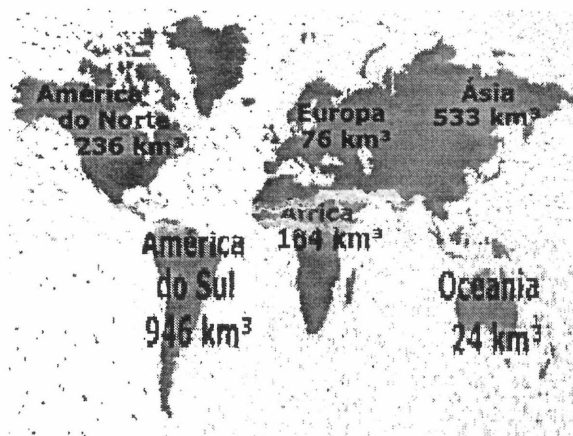 América
do Norte
236 km³
Europa
76 km³
Ásia
533 km³
África
164 km³
América
do Sul
946 km³
Oceania
24 km³